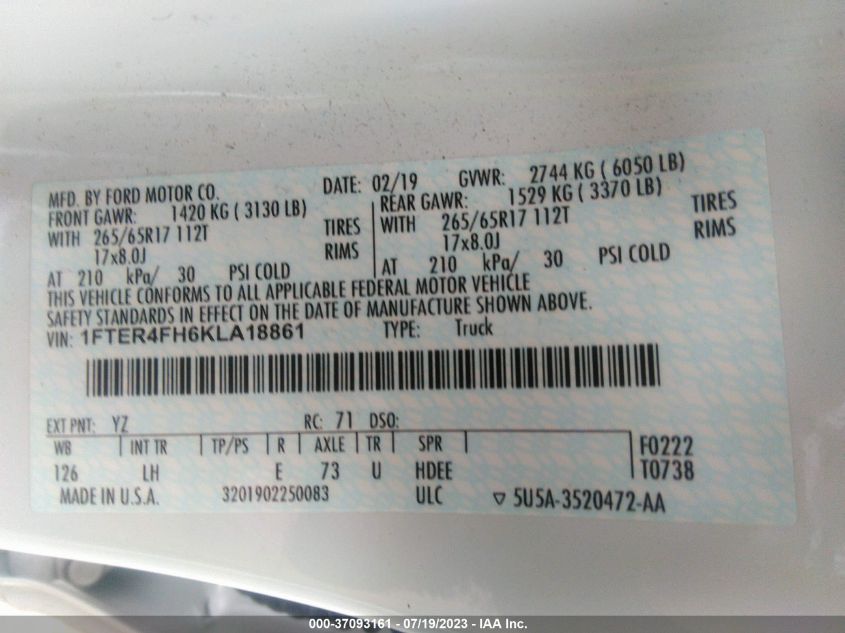 MFD. BY FORD MOTOR CO. DATE: 02/19 GVWR: 2744 KG ( 6050 LB)
FRONT GAWR: 1420 KG ( 3130 LB) REAR GAWR: 1529 KG ( 3370 LB)
WITH 265/65R17 112T TIRES WITH 265/65R17 112T TIRES
17x8.0J RIMS 17x8.0J RIMS
AT 210 kPa/ 30 PSI COLD AT 210 kPa/ 30 PSI COLD
THIS VEHICLE CONFORMS TO ALL APPLICABLE FEDERAL MOTOR VEHICLE
SAFETY STANDARDS IN EFFECT ON THE DATE OF MANUFACTURE SHOWN ABOVE.
VIN: 1FTER4FH6KLA18861 TYPE: Truck
EXT PNT: YZ RC: 71 DSO:
WB INT TR TP/PS R AXLE TR SPR F0222
126 LH E 73 U HDEE T0738
MADE IN U.S.A. 3201902250083 ULC ▽ 5U5A-3520472-AA
000-37093161 - 07/19/2023 - IAA Inc.